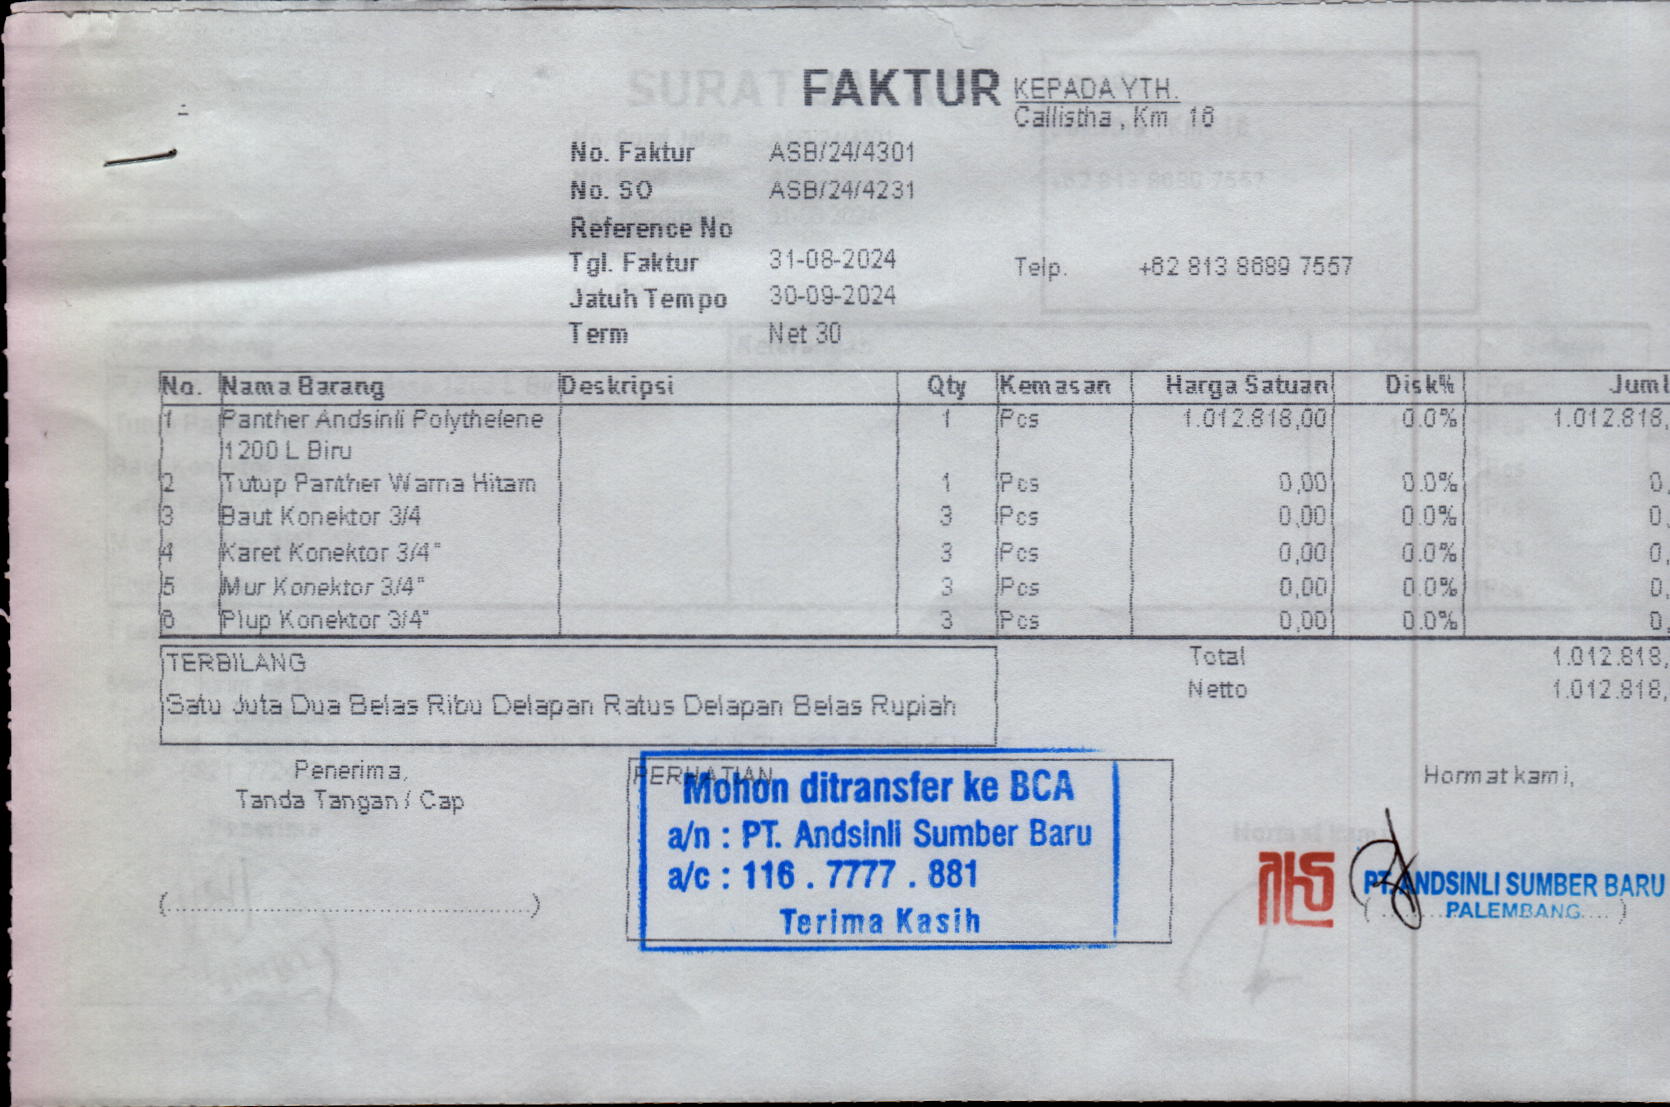 FAKTUR
KEPADA YTH.
Callistha , Km 16
No. Faktur ASB/24/4301
No. SO ASB/24/4231
Reference No
Tgl. Faktur 31-08-2024
Telp. +62 813 8689 7557
Jatuh Tempo 30-09-2024
Term Net 30
No. Nama Barang Deskripsi Qty Kemasan Harga Satuan Disk% Juml
1 Panther Andsinli Polythelene 1 Pcs 1.012.818,00 0.0% 1.012.818,
1200 L Biru
2 Tutup Panther Warna Hitam 1 Pcs 0,00 0.0% 0,
3 Baut Konektor 3/4 3 Pcs 0,00 0.0% 0,
4 Karet Konektor 3/4" 3 Pcs 0,00 0.0% 0,
5 Mur Konektor 3/4" 3 Pcs 0,00 0.0% 0,
6 Plup Konektor 3/4" 3 Pcs 0,00 0.0% 0,
TERBILANG
Satu Juta Dua Belas Ribu Delapan Ratus Delapan Belas Rupiah
Total 1.012.818,
Netto 1.012.818,
Penerima,
Tanda Tangan / Cap
(............................................)
PERHATIAN
Mohon ditransfer ke BCA
a/n : PT. Andsinli Sumber Baru
a/c : 116 . 7777 . 881
Terima Kasih
Hormat kami,
PT. ANDSINLI SUMBER BARU
PALEMBANG